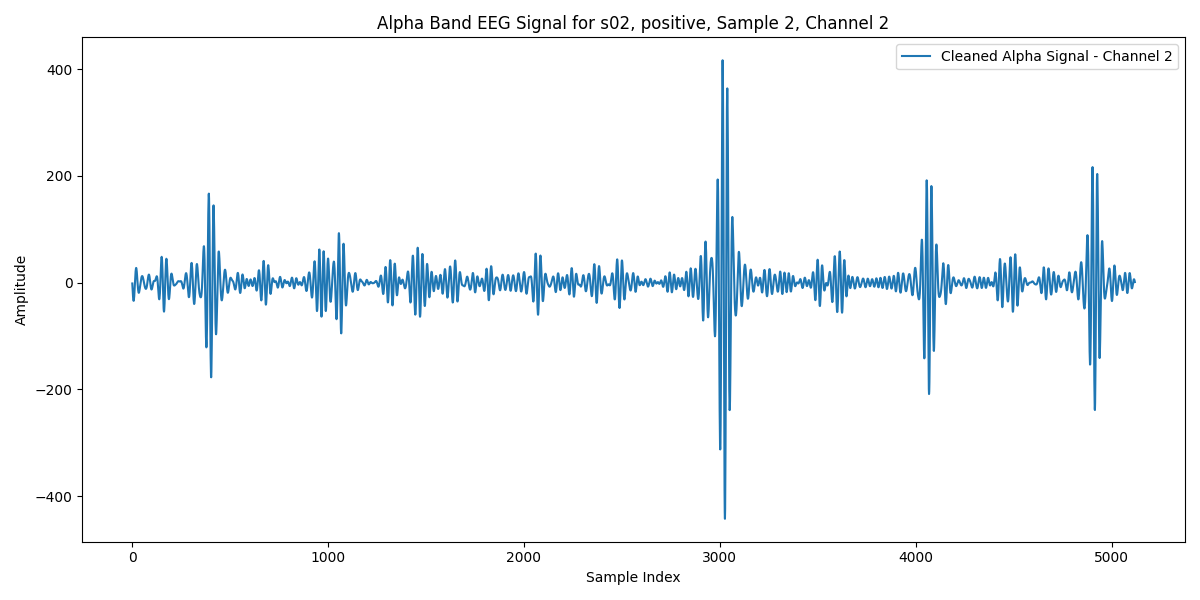 Alpha Band EEG Signal for s02, positive, Sample 2, Channel 2
Cleaned Alpha Signal - Channel 2
400
200
0
−200
−400
Amplitude
0 1000 2000 3000 4000 5000
Sample Index